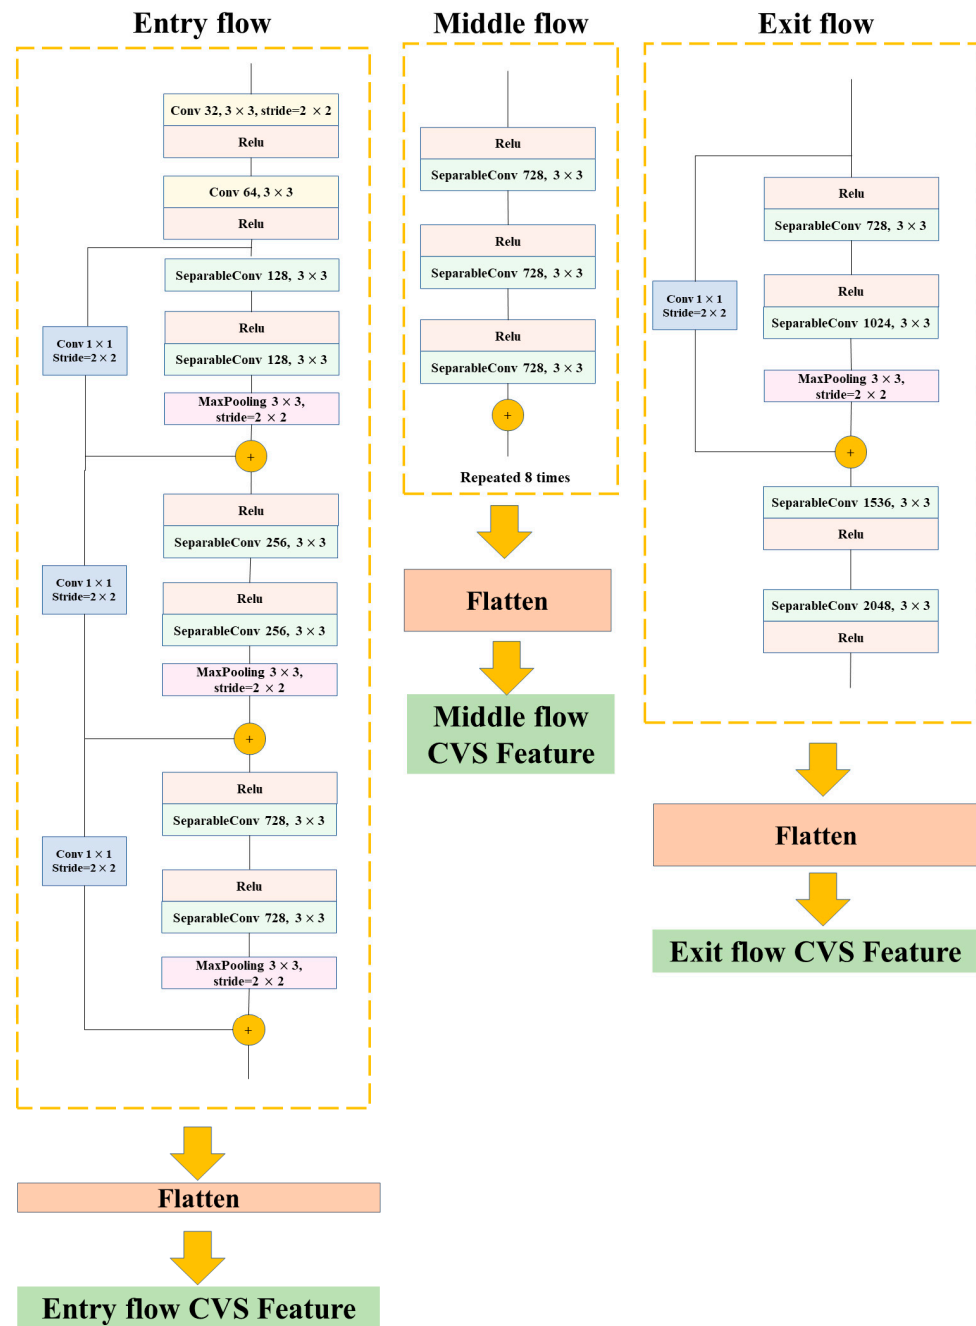 Entry flow
Conv 32, 3 × 3, stride=2 × 2
Relu
Conv 64, 3 × 3
Relu
SeparableConv 128, 3 × 3
Relu
SeparableConv 128, 3 × 3
Conv 1 × 1
Stride=2 × 2
MaxPooling 3 × 3,
stride=2 × 2
+
Relu
SeparableConv 256, 3 × 3
Conv 1 × 1
Stride=2 × 2
Relu
SeparableConv 256, 3 × 3
MaxPooling 3 × 3,
stride=2 × 2
+
Relu
SeparableConv 728, 3 × 3
Conv 1 × 1
Stride=2 × 2
Relu
SeparableConv 728, 3 × 3
MaxPooling 3 × 3,
stride=2 × 2
+
Flatten
Entry flow CVS Feature
Middle flow
Relu
SeparableConv 728, 3 × 3
Relu
SeparableConv 728, 3 × 3
Relu
SeparableConv 728, 3 × 3
+
Repeated 8 times
Flatten
Middle flow
CVS Feature
Exit flow
Relu
SeparableConv 728, 3 × 3
Conv 1 × 1
Stride=2 × 2
Relu
SeparableConv 1024, 3 × 3
MaxPooling 3 × 3,
stride=2 × 2
+
SeparableConv 1536, 3 × 3
Relu
SeparableConv 2048, 3 × 3
Relu
Flatten
Exit flow CVS Feature